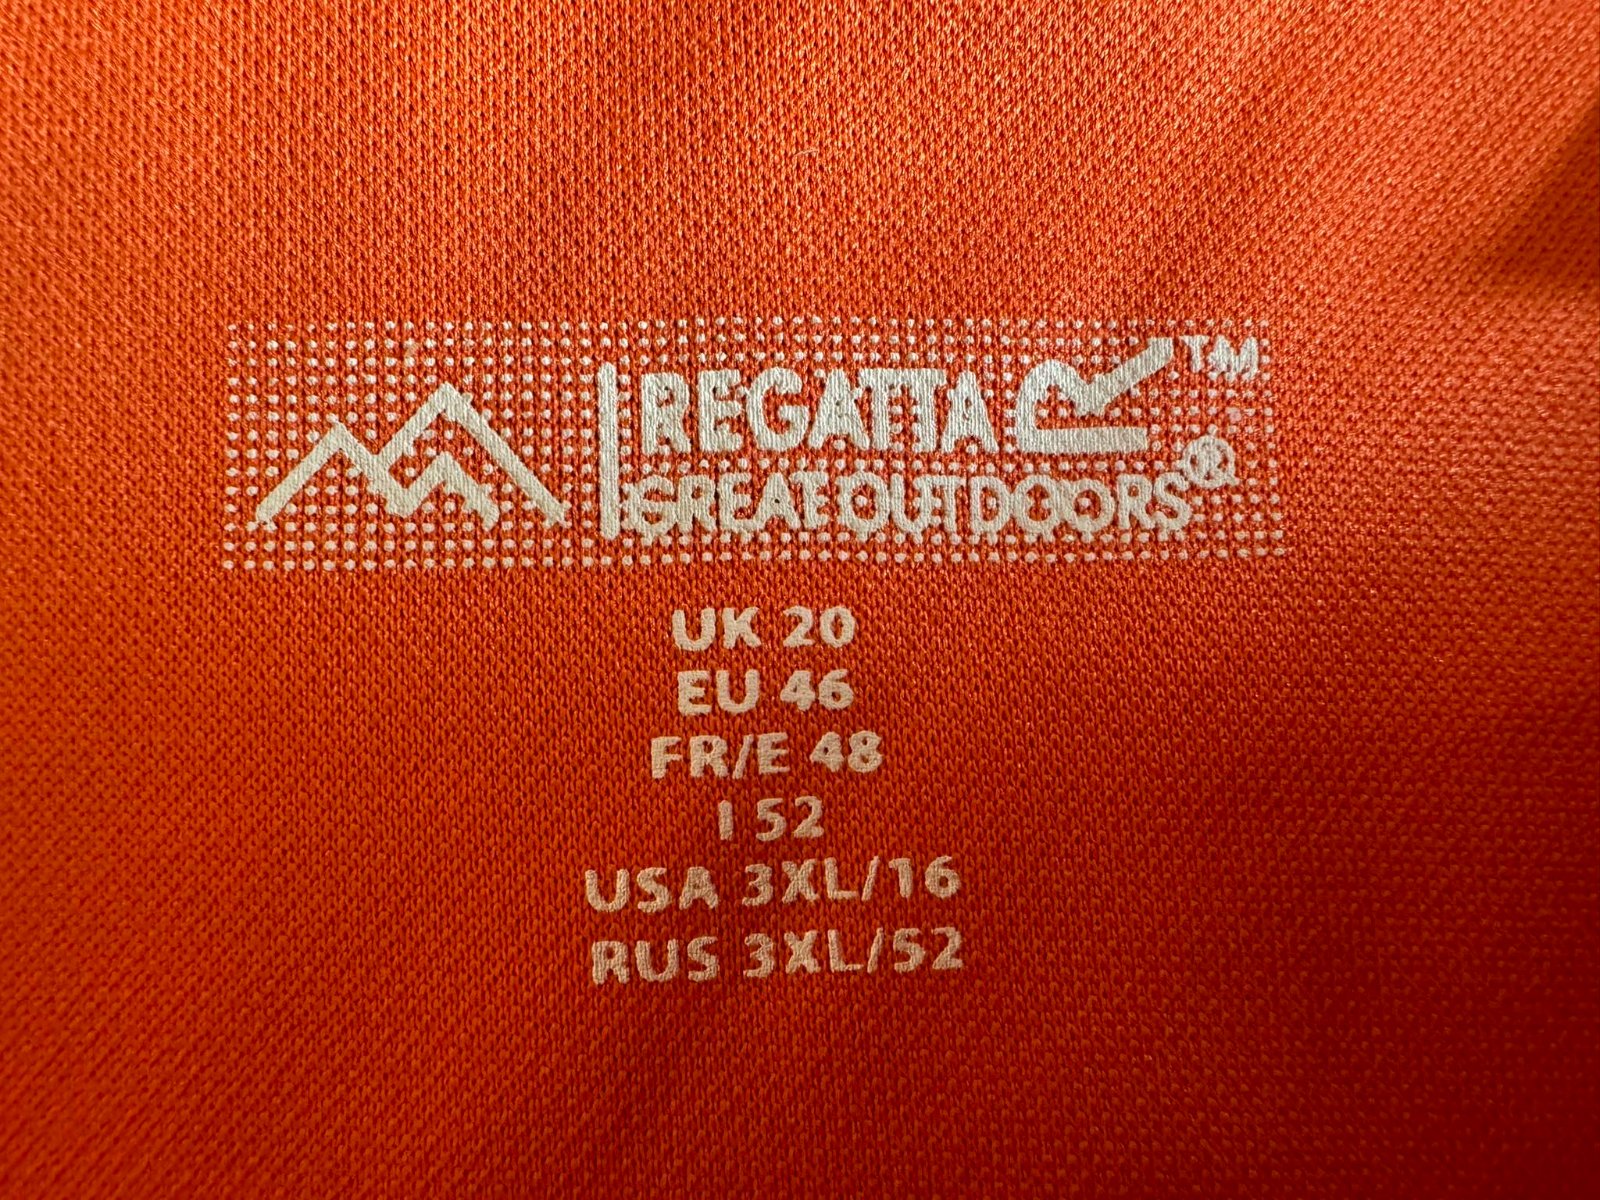 REGATTA™
GREAT OUTDOORS®
UK 20
EU 46
FR/E 48
I 52
USA 3XL/16
RUS 3XL/52